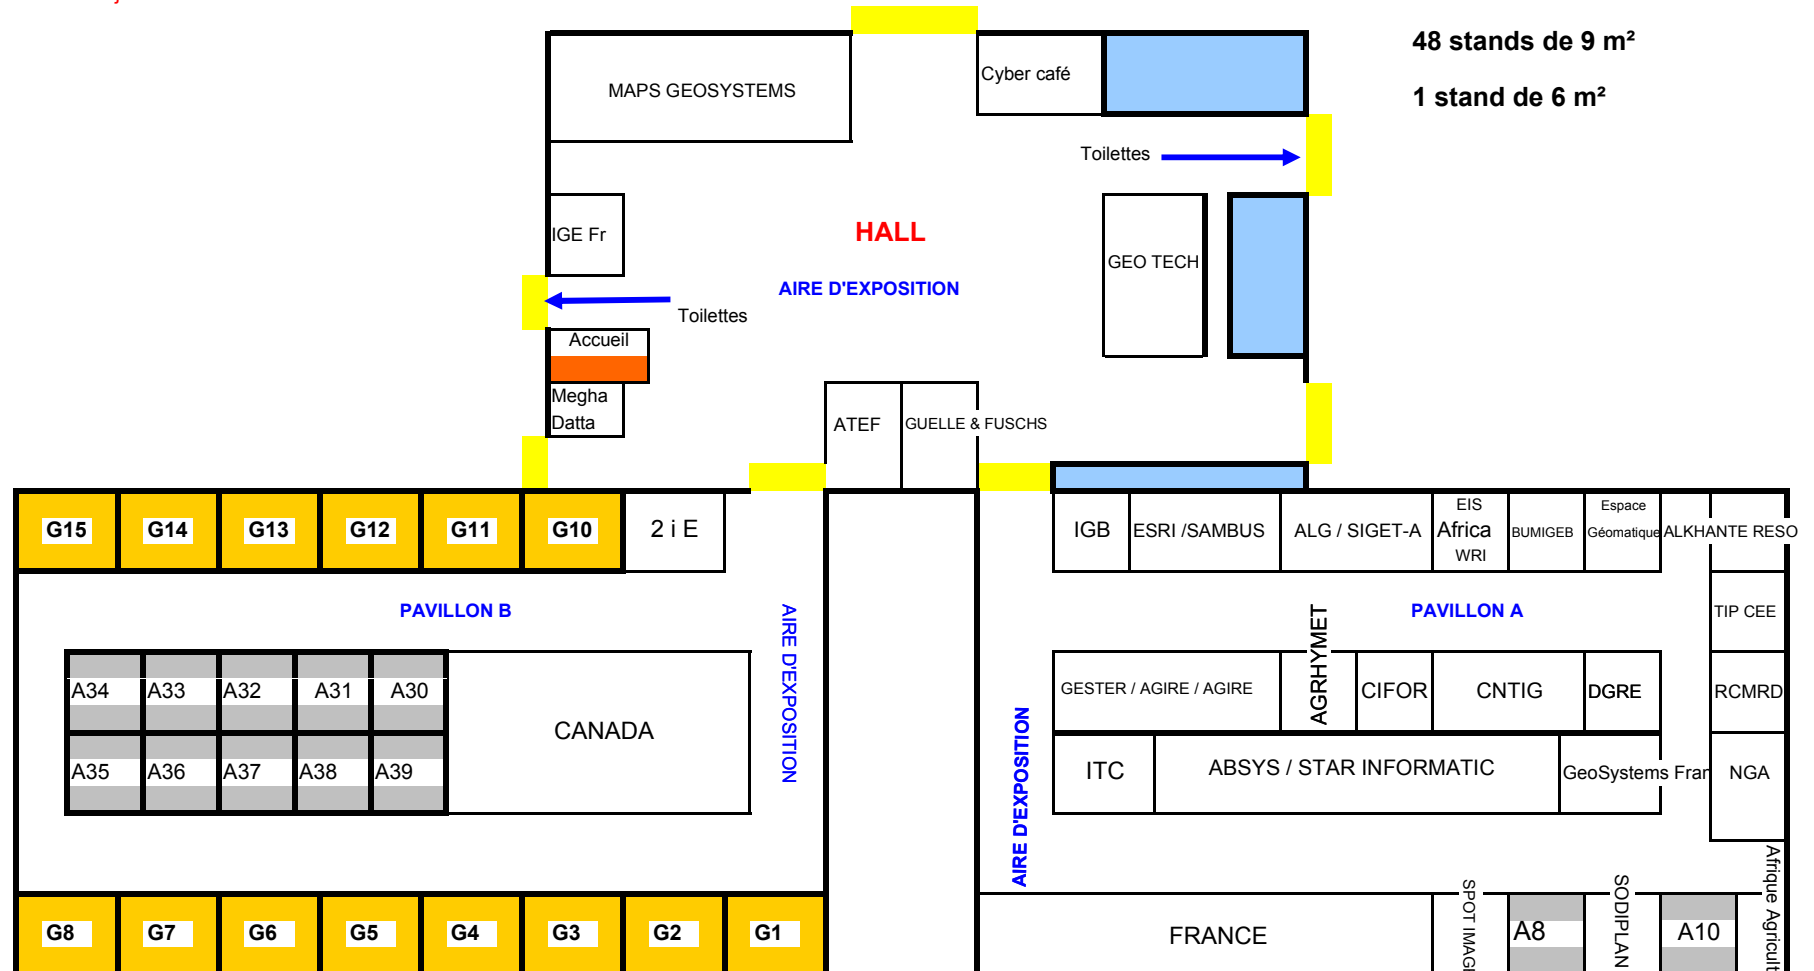 48 stands de 9 m²
1 stand de 6 m²
MAPS GEOSYSTEMS
Cyber café
Toilettes
IGE Fr
HALL
GEO TECH
AIRE D'EXPOSITION
Toilettes
Accueil
Megha
Datta
ATEF
GUELLE & FUSCHS
G15
G14
G13
G12
G11
G10
2 i E
IGB
ESRI /SAMBUS
ALG / SIGET-A
EIS
Africa
WRI
BUMIGEB
Espace
Géomatique
ALKHANTE RESO
PAVILLON B
AIRE D'EXPOSITION
PAVILLON A
TIP CEE
A34
A33
A32
A31
A30
CANADA
GESTER / AGIRE / AGIRE
AGRHYMET
CIFOR
CNTIG
DGRE
RCMRD
A35
A36
A37
A38
A39
AIRE D'EXPOSITION
ITC
ABSYS / STAR INFORMATIC
GeoSystems Fran
NGA
G8
G7
G6
G5
G4
G3
G2
G1
FRANCE
SPOT IMAG
A8
SODIPLAN
A10
Afrique Agricult